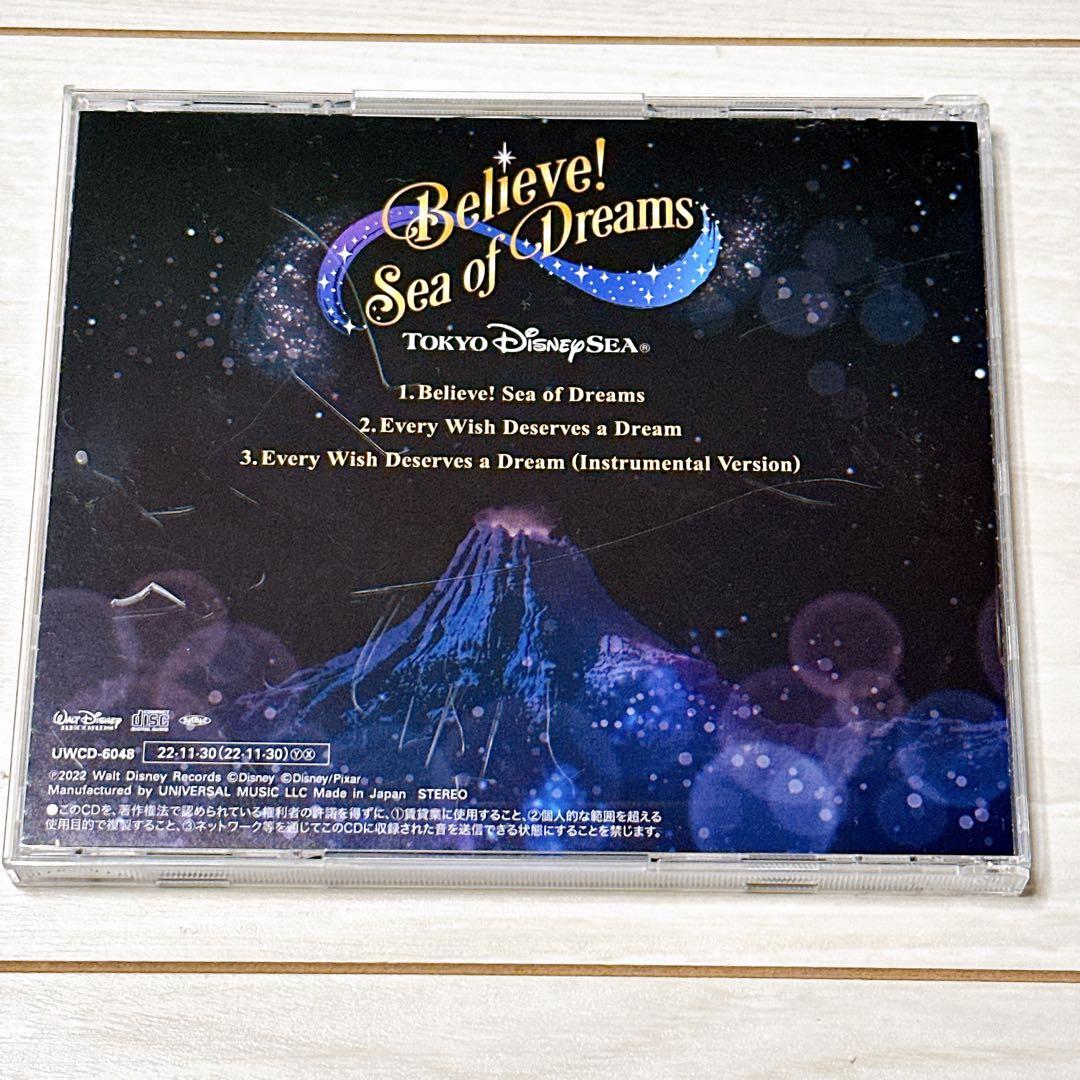 Believe!
Sea of Dreams
TOKYO DISNEYSEA®
1.Believe! Sea of Dreams
2.Every Wish Deserves a Dream
3.Every Wish Deserves a Dream (Instrumental Version)
WALT DISNEY RECORDS
disc DIGITAL AUDIO
UWCD-6048 22·11·30(22·11·30)ⓎⓍ
℗2022 Walt Disney Records ©Disney ©Disney/Pixar
Manufactured by UNIVERSAL MUSIC LLC Made in Japan STEREO
●このCDを、著作権法で認められている権利者の許諾を得ずに、①賃貸業に使用すること、②個人的な範囲を超える
使用目的で複製すること、③ネットワーク等を通じてこのCDに収録された音を送信できる状態にすることを禁じます。